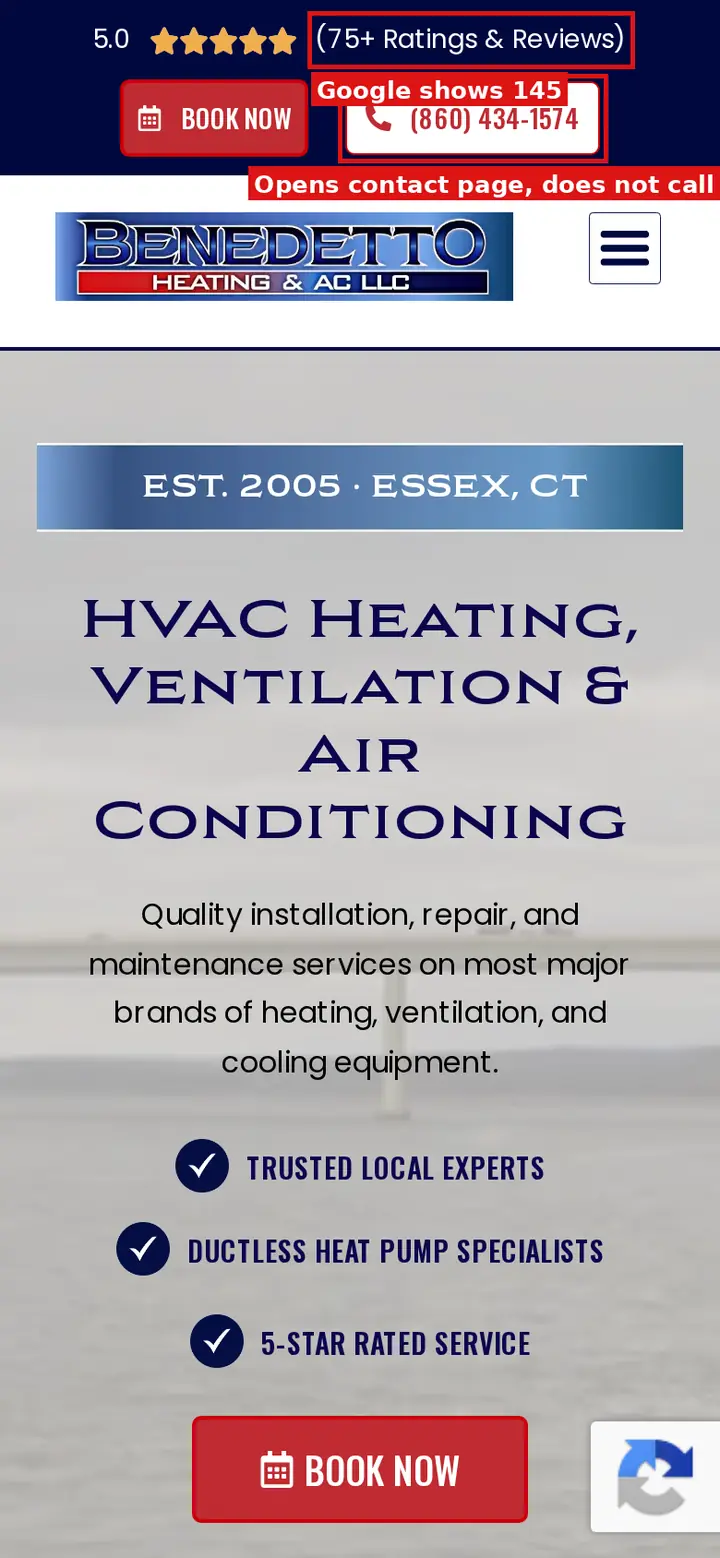 5.0 (75+ Ratings & Reviews)
Google shows 145
BOOK NOW
(860) 434-1574
Opens contact page, does not call
BENEDETTO
HEATING & AC LLC
EST. 2005 · ESSEX, CT
HVAC HEATING,
VENTILATION &
AIR
CONDITIONING
Quality installation, repair, and
maintenance services on most major
brands of heating, ventilation, and
cooling equipment.
TRUSTED LOCAL EXPERTS
DUCTLESS HEAT PUMP SPECIALISTS
5-STAR RATED SERVICE
BOOK NOW